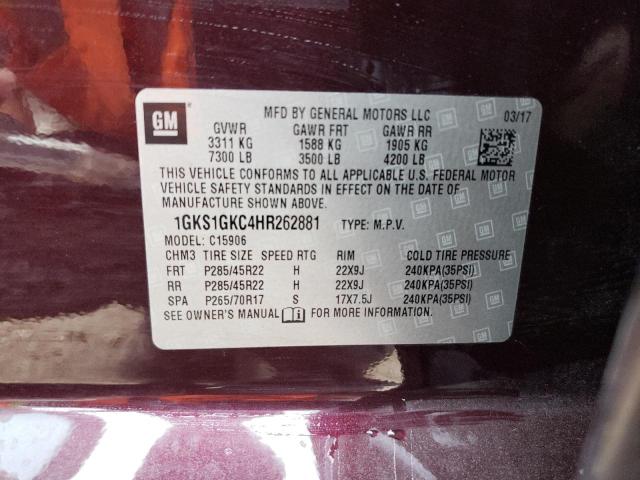 GM
MFD BY GENERAL MOTORS LLC 03/17
GVWR GAWR FRT GAWR RR
3311 KG 1588 KG 1905 KG
7300 LB 3500 LB 4200 LB
THIS VEHICLE CONFORMS TO ALL APPLICABLE U.S. FEDERAL MOTOR
VEHICLE SAFETY STANDARDS IN EFFECT ON THE DATE OF
MANUFACTURE SHOWN ABOVE.
1GKS1GKC4HR262881 TYPE: M.P.V.
MODEL: C15906
CHM3 TIRE SIZE SPEED RTG RIM COLD TIRE PRESSURE
FRT P285/45R22 H 22X9J 240KPA(35PSI)
RR P285/45R22 H 22X9J 240KPA(35PSI)
SPA P265/70R17 S 17X7.5J 240KPA(35PSI)
SEE OWNER'S MANUAL i FOR MORE INFORMATION.